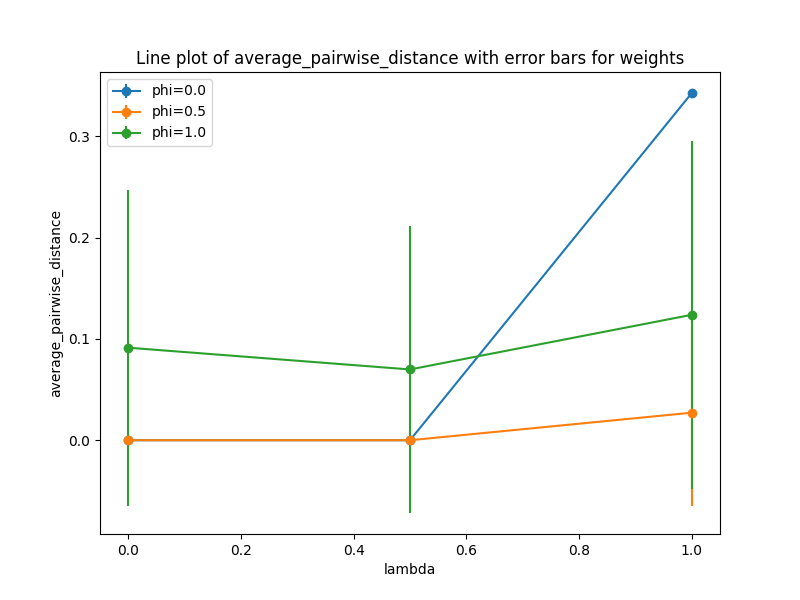 Line plot of average_pairwise_distance with error bars for weights
phi=0.0
phi=0.5
phi=1.0
0.3
0.2
0.1
0.0
average_pairwise_distance
0.0 0.2 0.4 0.6 0.8 1.0
lambda